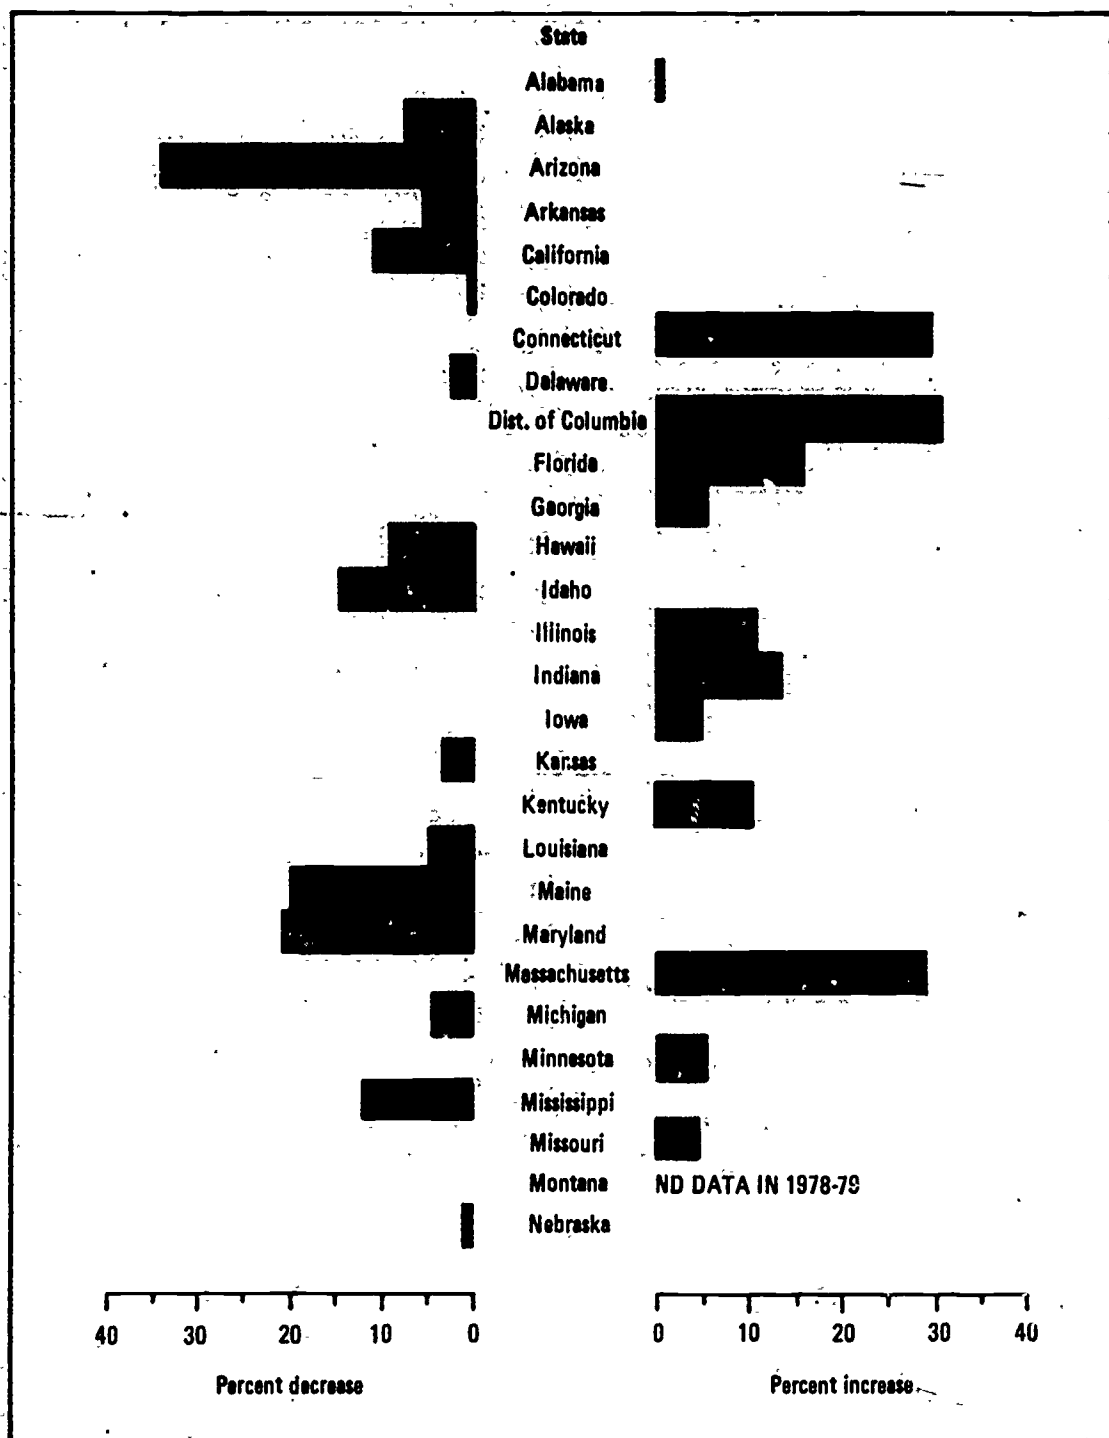 State
Alabama
Alaska
Arizona
Arkansas
California
Colorado
Connecticut
Delaware
Dist. of Columbia
Florida
Georgia
Hawaii
Idaho
Illinois
Indiana
Iowa
Kansas
Kentucky
Louisiana
Maine
Maryland
Massachusetts
Michigan
Minnesota
Mississippi
Missouri
Montana ND DATA IN 1978-79
Nebraska
40 30 20 10 0 0 10 20 30 40
Percent decrease Percent increase